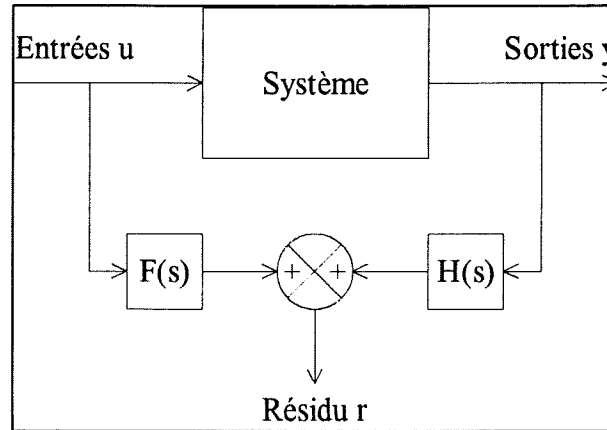 Entrées u
Sorties y
Système
F(s)
+
+
H(s)
Résidu r